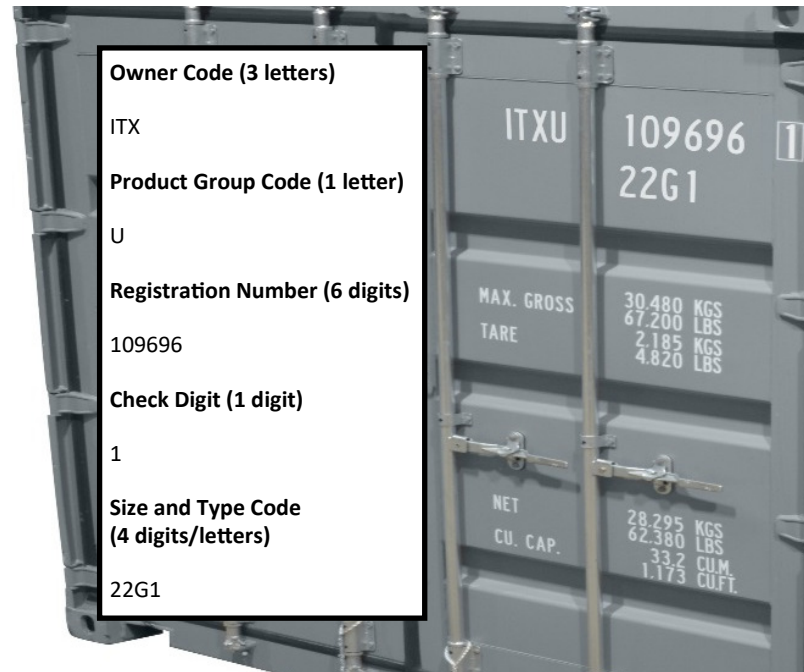 Owner Code (3 letters)
ITX
Product Group Code (1 letter)
U
Registration Number (6 digits)
109696
Check Digit (1 digit)
1
Size and Type Code
(4 digits/letters)
22G1
ITXU 109696 1
22G1
MAX. GROSS 30.480 KGS
67.200 LBS
TARE 2.185 KGS
4.820 LBS
NET 28.295 KGS
62.380 LBS
CU. CAP. 33.2 CU.M.
1.173 CU.FT.